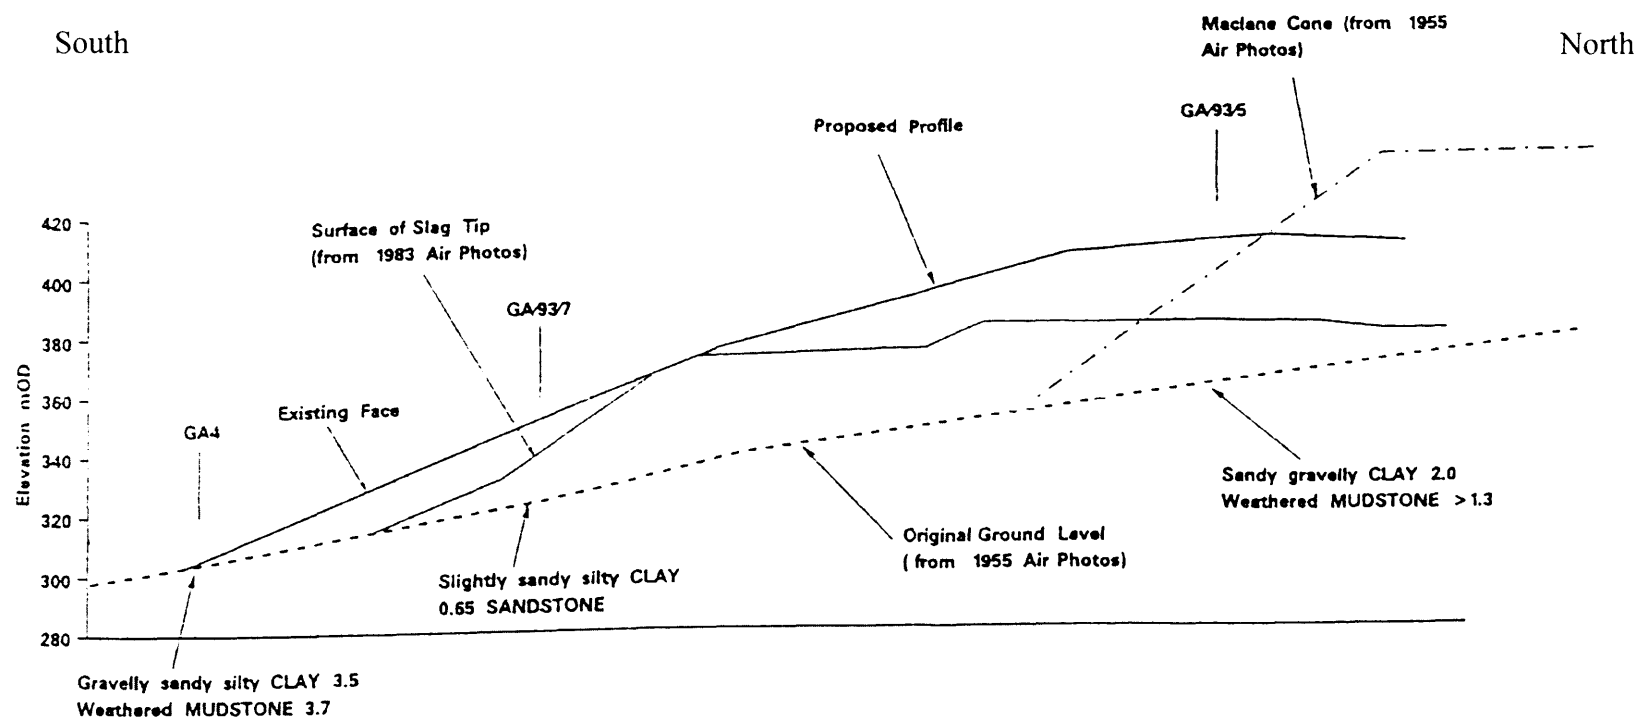 South
North
Maclane Cone (from 1955
Air Photos)
GA/93/5
Proposed Profile
Surface of Slag Tip
(from 1983 Air Photos)
GA/93/7
Existing Face
GA4
420
400
380
360
340
320
300
280
Elevation mOD
Sandy gravelly CLAY 2.0
Weathered MUDSTONE >1.3
Original Ground Level
(from 1955 Air Photos)
Slightly sandy silty CLAY
0.65 SANDSTONE
Gravelly sandy silty CLAY 3.5
Weathered MUDSTONE 3.7